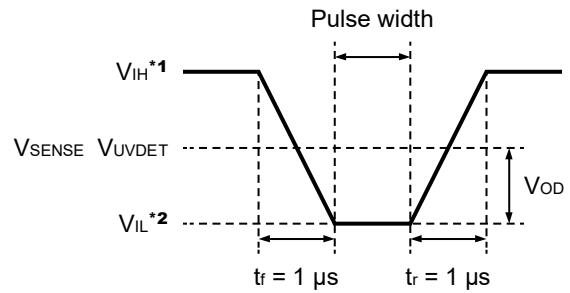 Pulse width
VIH*1
VSENSE VUVDET
VOD
VIL*2
tf = 1 µs tr = 1 µs